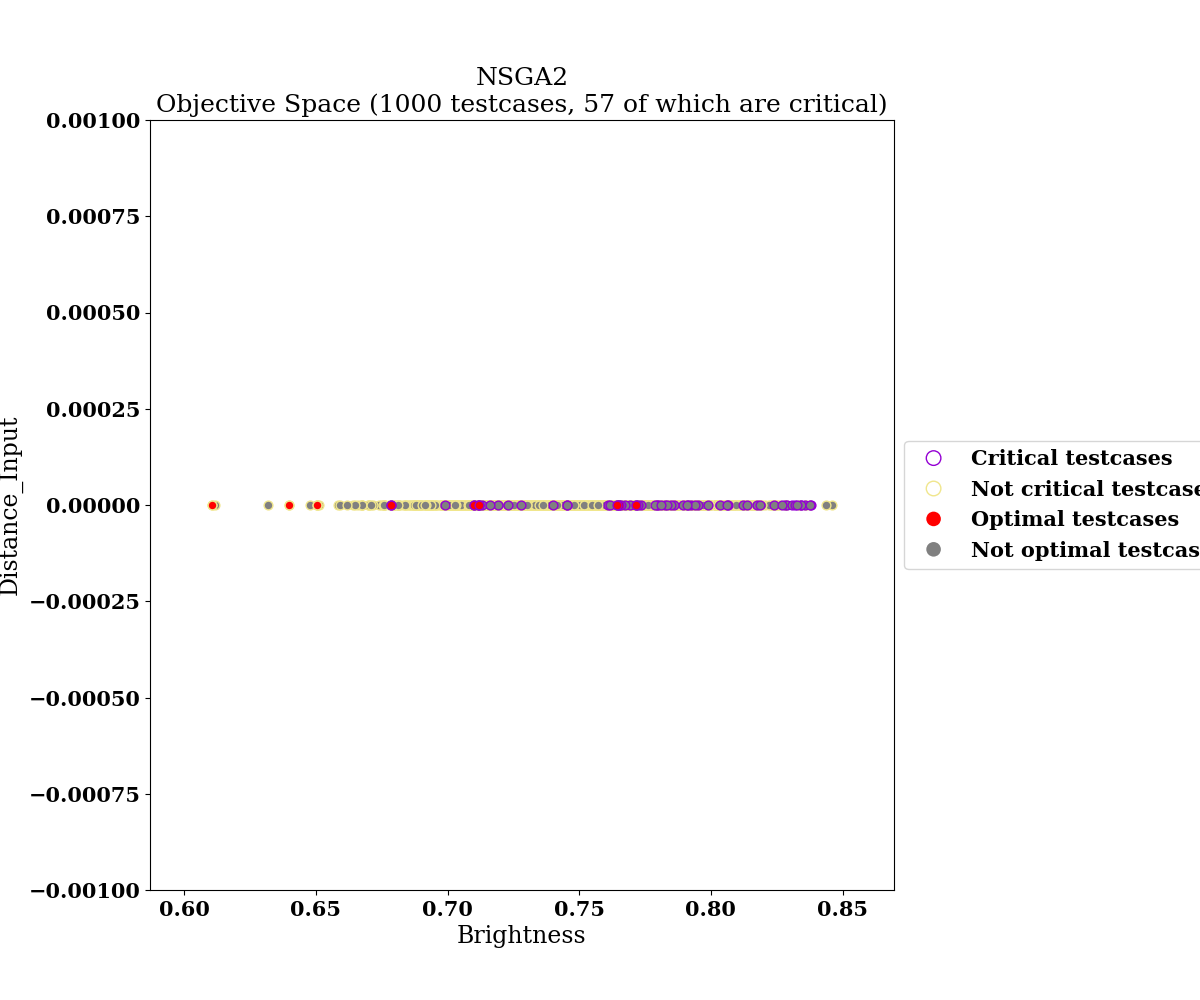 NSGA2
Objective Space (1000 testcases, 57 of which are critical)
0.00100
0.00075
0.00050
0.00025
0.00000
−0.00025
−0.00050
−0.00075
−0.00100
Distance_Input
0.60 0.65 0.70 0.75 0.80 0.85
Brightness
Critical testcases
Not critical testcase
Optimal testcases
Not optimal testcas